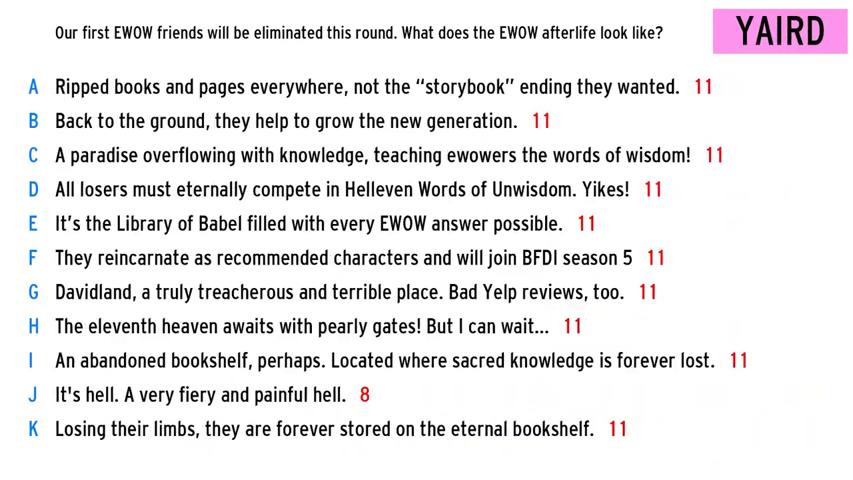 Our first EWOW friends will be eliminated this round. What does the EWOW afterlife look like?
YAIRD
A Ripped books and pages everywhere, not the “storybook” ending they wanted. 11
B Back to the ground, they help to grow the new generation. 11
C A paradise overflowing with knowledge, teaching ewowers the words of wisdom! 11
D All losers must eternally compete in Helleven Words of Unwisdom. Yikes! 11
E It’s the Library of Babel filled with every EWOW answer possible. 11
F They reincarnate as recommended characters and will join BFDI season 5 11
G Davidland, a truly treacherous and terrible place. Bad Yelp reviews, too. 11
H The eleventh heaven awaits with pearly gates! But I can wait... 11
I An abandoned bookshelf, perhaps. Located where sacred knowledge is forever lost. 11
J It's hell. A very fiery and painful hell. 8
K Losing their limbs, they are forever stored on the eternal bookshelf. 11